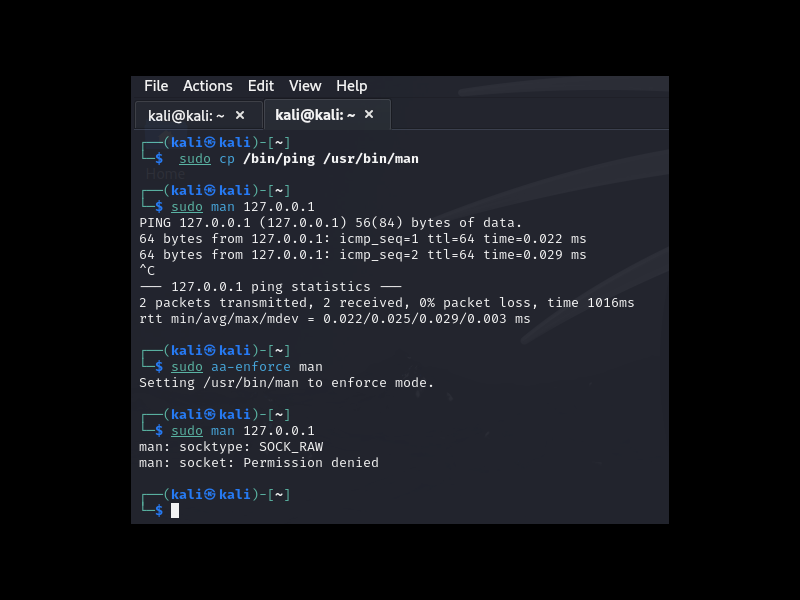 File Actions Edit View Help
kali@kali: ~ × kali@kali: ~ ×
┌──(kali㉿kali)-[~]
└─$ sudo cp /bin/ping /usr/bin/man
Home
┌──(kali㉿kali)-[~]
└─$ sudo man 127.0.0.1
PING 127.0.0.1 (127.0.0.1) 56(84) bytes of data.
64 bytes from 127.0.0.1: icmp_seq=1 ttl=64 time=0.022 ms
64 bytes from 127.0.0.1: icmp_seq=2 ttl=64 time=0.029 ms
^C
--- 127.0.0.1 ping statistics ---
2 packets transmitted, 2 received, 0% packet loss, time 1016ms
rtt min/avg/max/mdev = 0.022/0.025/0.029/0.003 ms
┌──(kali㉿kali)-[~]
└─$ sudo aa-enforce man
Setting /usr/bin/man to enforce mode.
┌──(kali㉿kali)-[~]
└─$ sudo man 127.0.0.1
man: socktype: SOCK_RAW
man: socket: Permission denied
┌──(kali㉿kali)-[~]
└─$